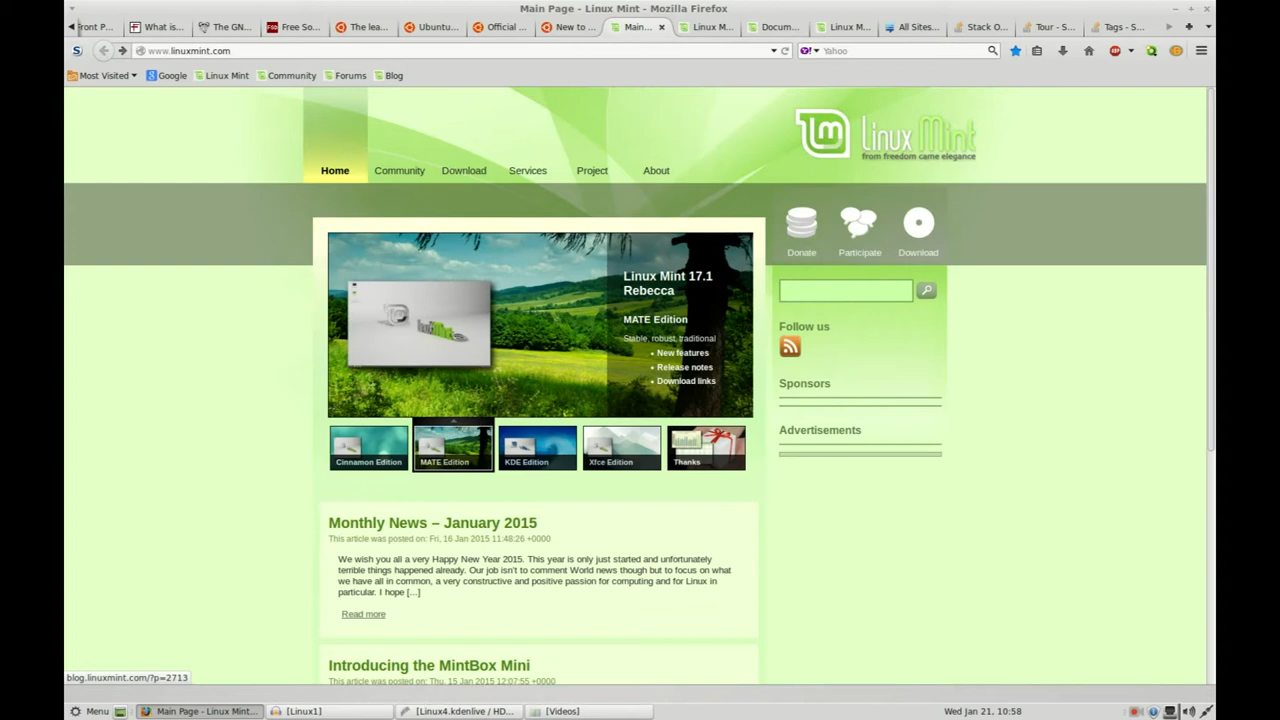 Main Page - Linux Mint - Mozilla Firefox
ront P...
What is...
The GN...
Free So...
The lea...
Ubuntu...
Official ...
New to ...
Main...
Linux M...
Docum...
Linux M...
All Sites...
Stack O...
Tour - S...
Tags - S...
www.linuxmint.com
Yahoo
Most Visited
Google
Linux Mint
Community
Forums
Blog
Linux Mint
from freedom came elegance
Home
Community
Download
Services
Project
About
Donate
Participate
Download
Linux Mint 17.1
Rebecca
MATE Edition
Stable, robust, traditional
• New features
• Release notes
• Download links
Follow us
Sponsors
Advertisements
Cinnamon Edition
MATE Edition
KDE Edition
Xfce Edition
Thanks
Monthly News – January 2015
This article was posted on: Fri, 16 Jan 2015 11:48:26 +0000
We wish you all a very Happy New Year 2015. This year is only just started and unfortunately
terrible things happened already. Our job isn't to comment World news though but to focus on what
we have all in common, a very constructive and positive passion for computing and for Linux in
particular. I hope [...]
Read more
Introducing the MintBox Mini
This article was posted on: Thu, 15 Jan 2015 12:07:55 +0000
blog.linuxmint.com/?p=2713
Menu
Main Page - Linux Mint...
[Linux1]
[Linux4.kdenlive / HD...
[Videos]
Wed Jan 21, 10:58